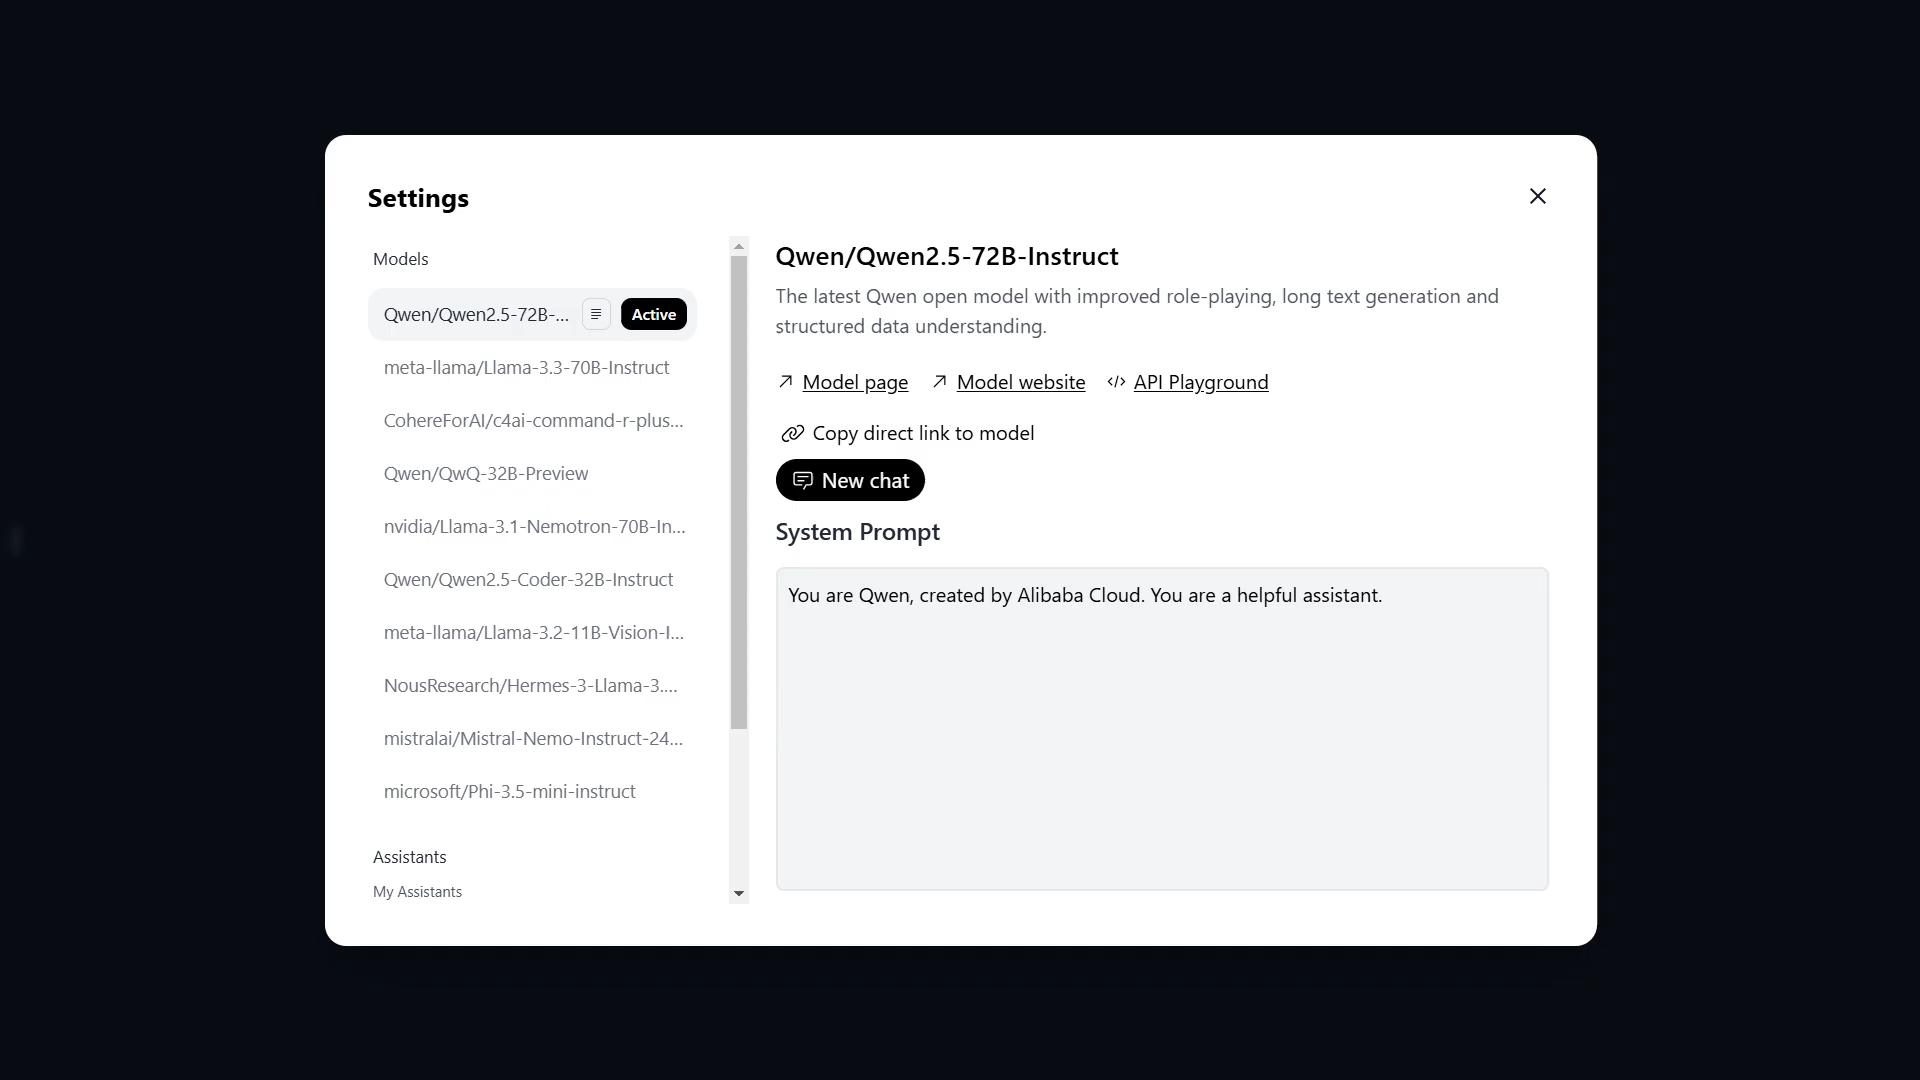 Settings
Models
Qwen/Qwen2.5-72B-...
Active
meta-llama/Llama-3.3-70B-Instruct
CohereForAI/c4ai-command-r-plus...
Qwen/QwQ-32B-Preview
nvidia/Llama-3.1-Nemotron-70B-In...
Qwen/Qwen2.5-Coder-32B-Instruct
meta-llama/Llama-3.2-11B-Vision-I...
NousResearch/Hermes-3-Llama-3....
mistralai/Mistral-Nemo-Instruct-24...
microsoft/Phi-3.5-mini-instruct
Assistants
My Assistants
Qwen/Qwen2.5-72B-Instruct
The latest Qwen open model with improved role-playing, long text generation and
structured data understanding.
Model page Model website API Playground
Copy direct link to model
New chat
System Prompt
You are Qwen, created by Alibaba Cloud. You are a helpful assistant.